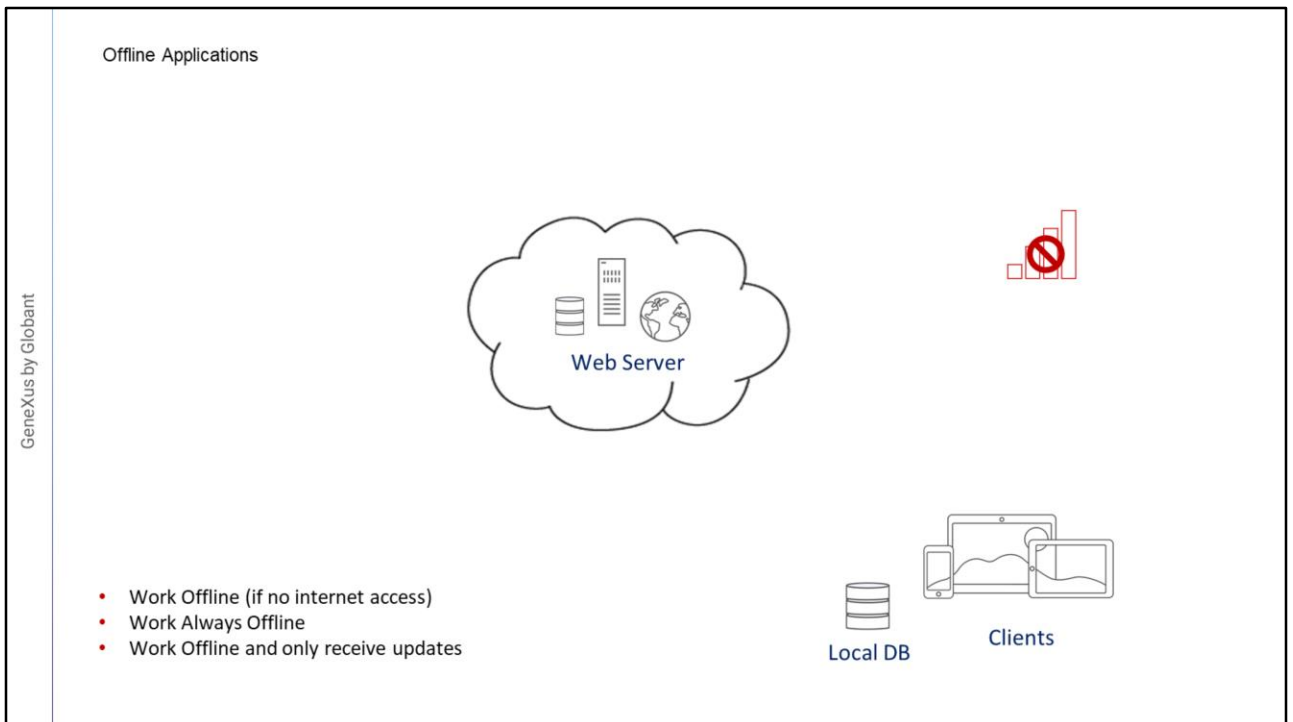 Offline Applications
GeneXus by Globant
Web Server
• Work Offline (if no internet access)
• Work Always Offline
• Work Offline and only receive updates
Local DB
Clients